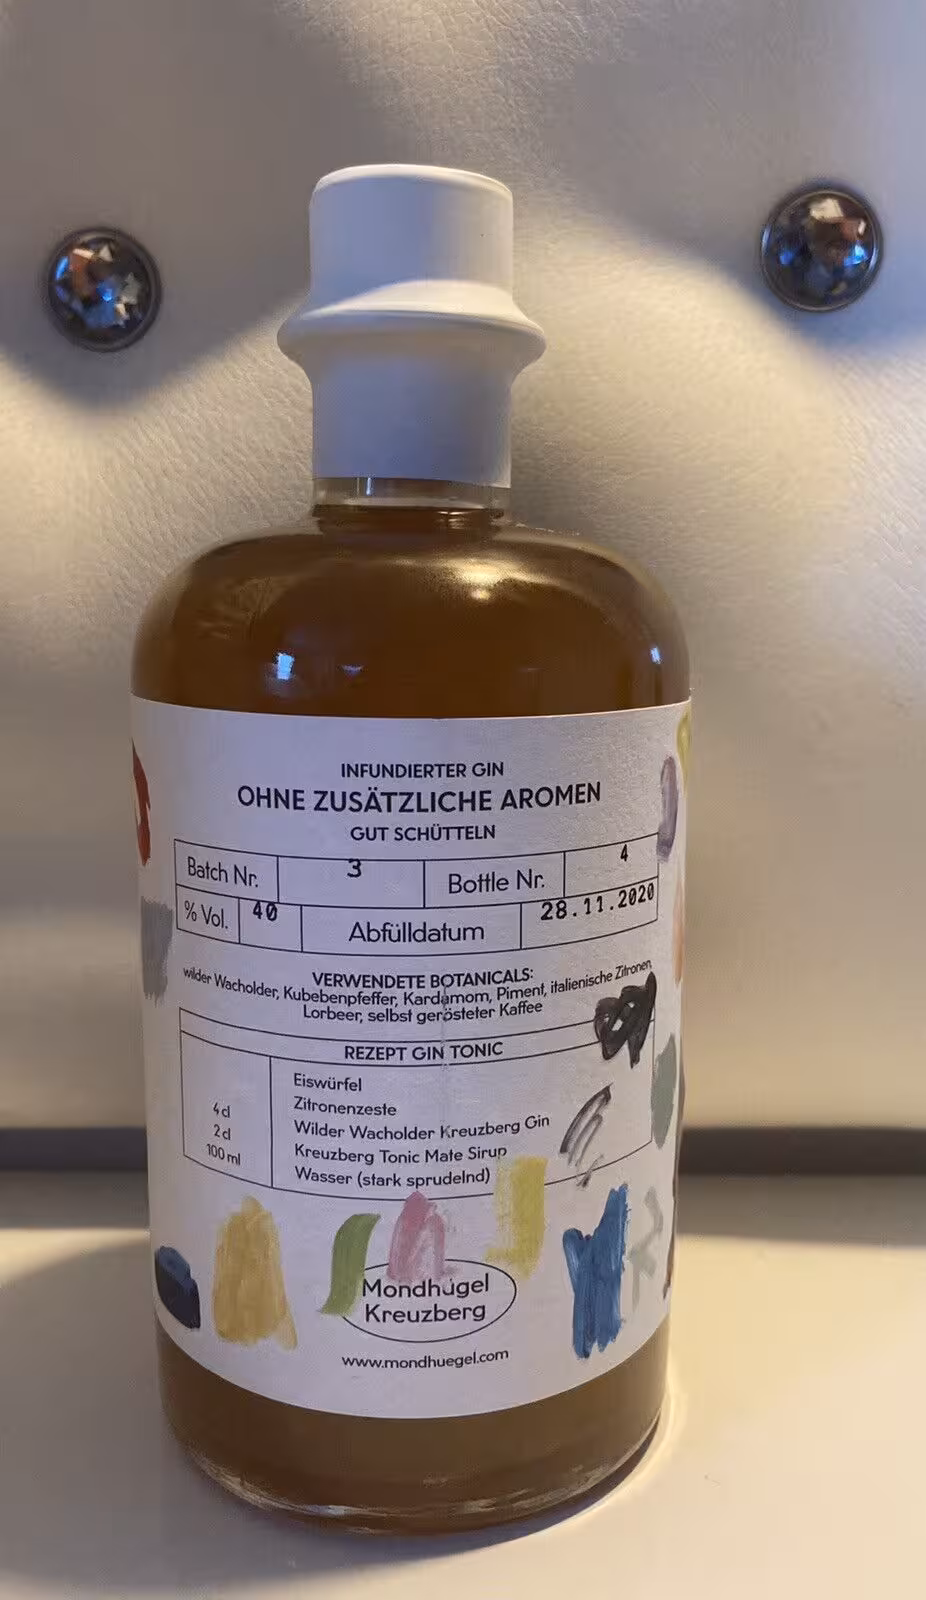 INFUNDIERTER GIN
OHNE ZUSÄTZLICHE AROMEN
GUT SCHÜTTELN
Batch Nr. 3 Bottle Nr. 4
% Vol. 40 Abfülldatum 28.11.2020
VERWENDETE BOTANICALS:
wilder Wacholder, Kubebenpfeffer, Kardamom, Piment, italienische Zitronen,
Lorbeer, selbst gerösteter Kaffee
REZEPT GIN TONIC
Eiswürfel
Zitronenzeste
4 cl Wilder Wacholder Kreuzberg Gin
2 cl Kreuzberg Tonic Mate Sirup
100 ml Wasser (stark sprudelnd)
Mondhügel
Kreuzberg
www.mondhuegel.com